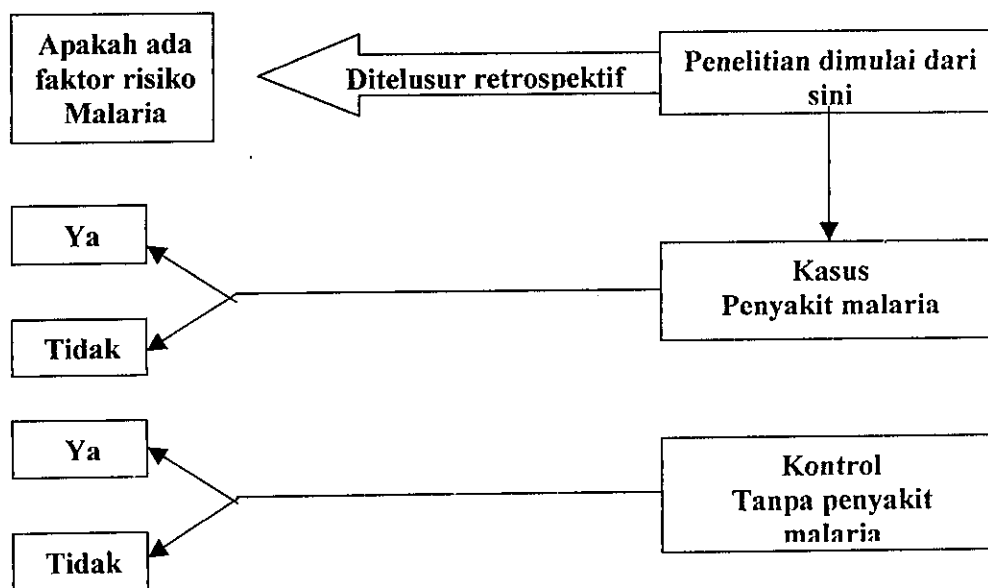 Apakah ada
faktor risiko
Malaria
Ditelusur retrospektif
Penelitian dimulai dari
sini
Ya
Tidak
Kasus
Penyakit malaria
Ya
Tidak
Kontrol
Tanpa penyakit
malaria